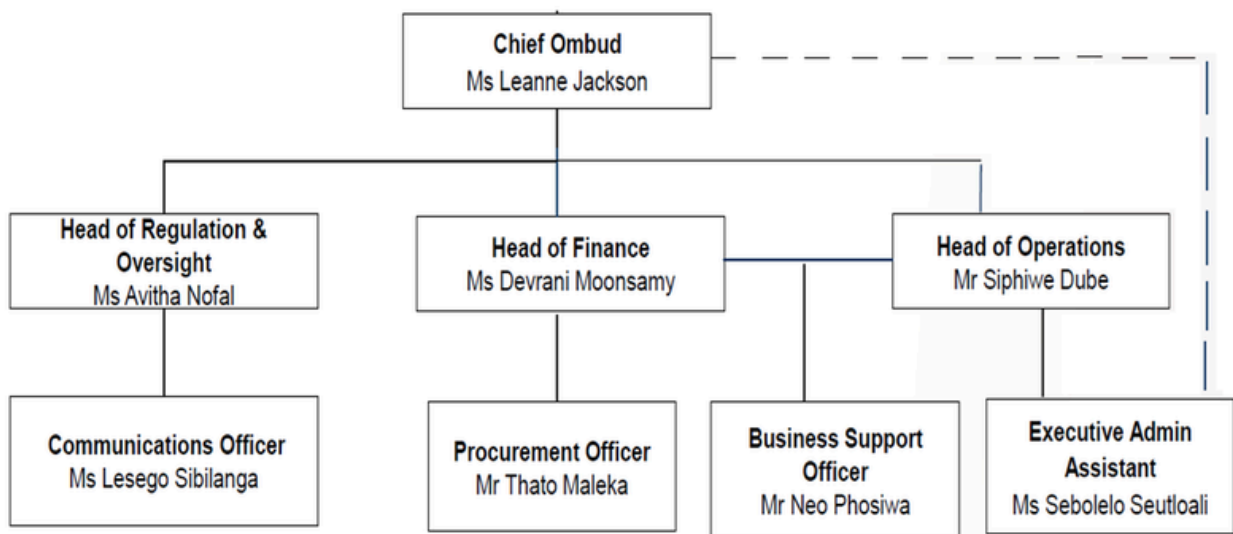 Chief Ombud
Ms Leanne Jackson
Head of Regulation &
Oversight
Ms Avitha Nofal
Head of Finance
Ms Devrani Moonsamy
Head of Operations
Mr Siphiwe Dube
Communications Officer
Ms Lesego Sibilanga
Procurement Officer
Mr Thato Maleka
Business Support
Officer
Mr Neo Phosiwa
Executive Admin
Assistant
Ms Sebolelo Seutloali